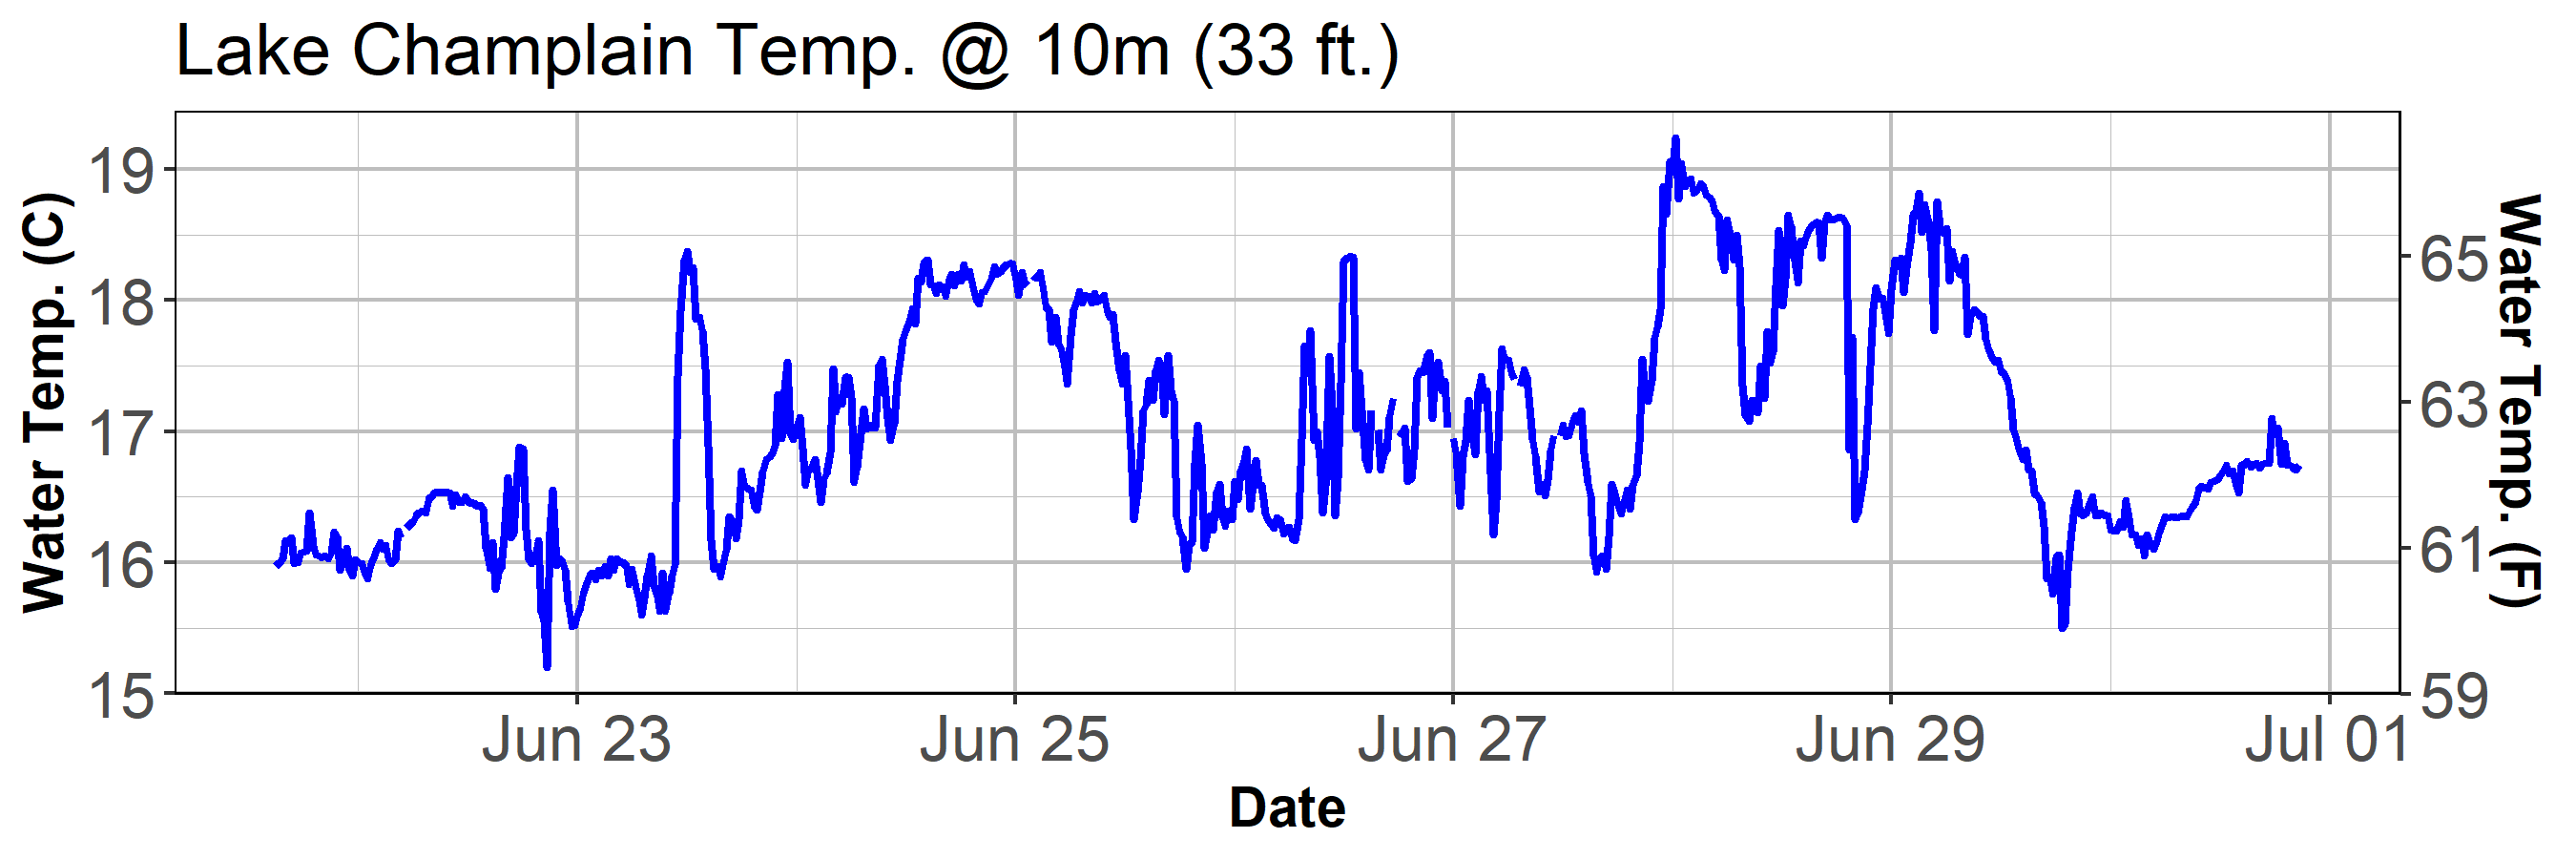 Lake Champlain Temp. @ 10m (33 ft.)
Water Temp. (C)
19
18
17
16
15
65
63
61
59
Water Temp. (F)
Jun 23
Jun 25
Jun 27
Jun 29
Jul 01
Date